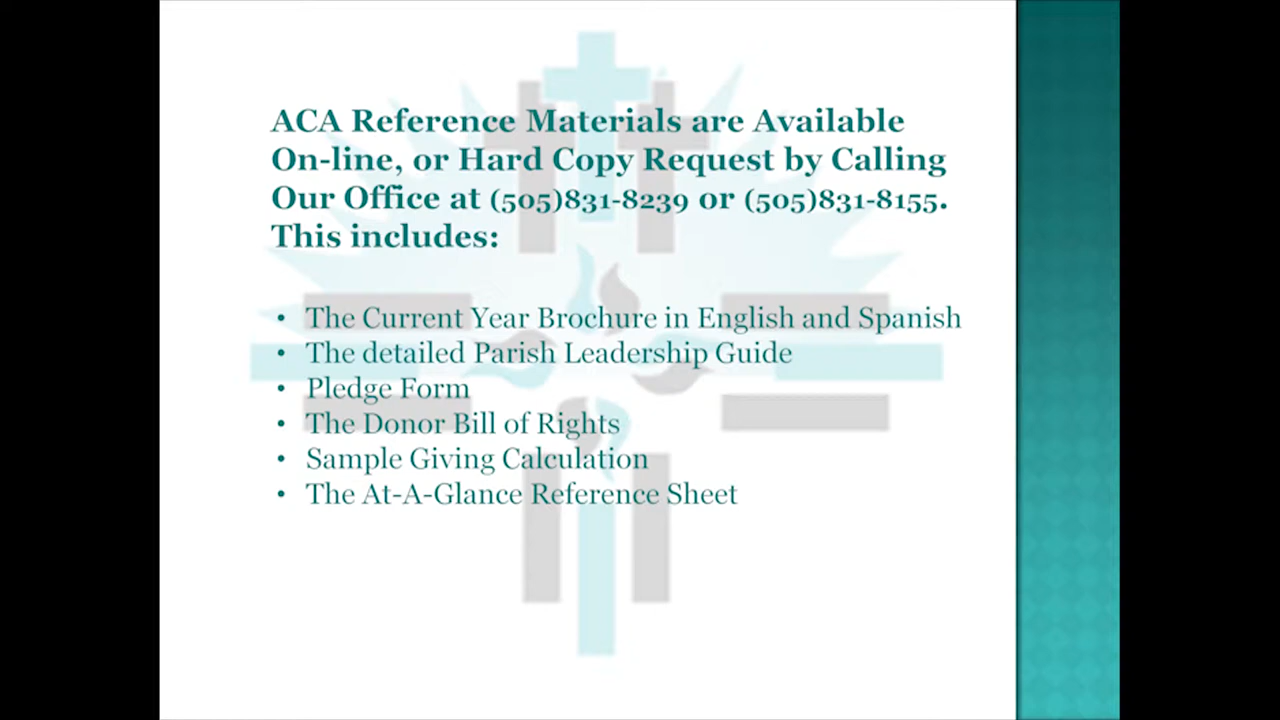 ACA Reference Materials are Available
On-line, or Hard Copy Request by Calling
Our Office at (505)831-8239 or (505)831-8155.
This includes:
• The Current Year Brochure in English and Spanish
• The detailed Parish Leadership Guide
• Pledge Form
• The Donor Bill of Rights
• Sample Giving Calculation
• The At-A-Glance Reference Sheet